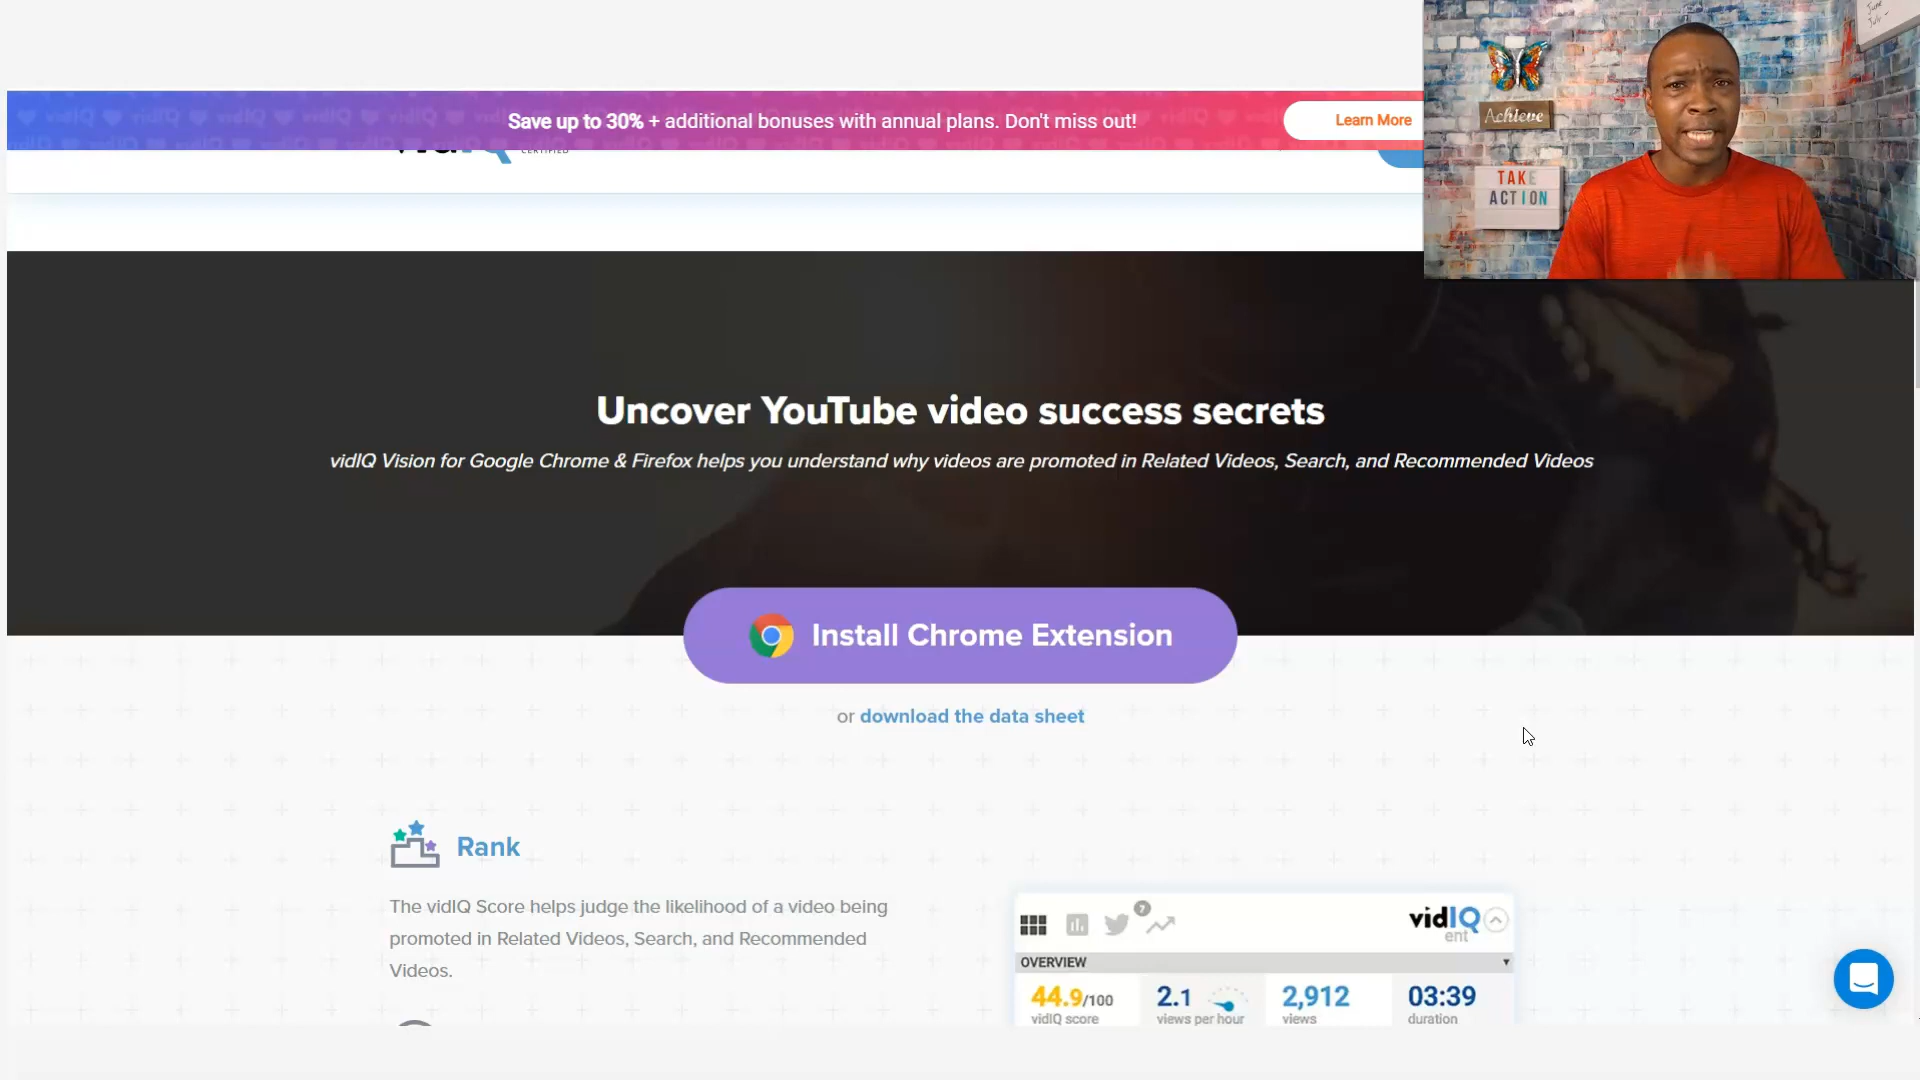 Save up to 30% + additional bonuses with annual plans. Don't miss out!
Learn More
CERTIFIED
June
July -
Achieve
TAKE
ACTION
Uncover YouTube video success secrets
vidIQ Vision for Google Chrome & Firefox helps you understand why videos are promoted in Related Videos, Search, and Recommended Videos
Install Chrome Extension
or download the data sheet
Rank
The vidIQ Score helps judge the likelihood of a video being
promoted in Related Videos, Search, and Recommended
Videos.
?
vidIQ
ent
OVERVIEW
44.9/100
vidIQ score
2.1
views per hour
2,912
views
03:39
duration